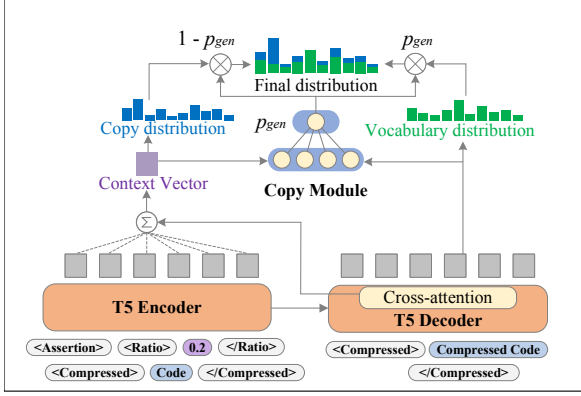 1 - pgen
pgen
Final distribution
pgen
Copy distribution
Vocabulary distribution
Context Vector
Copy Module
Σ
Cross-attention
T5 Encoder
T5 Decoder
<Assertion> <Ratio> 0.2 </Ratio>
<Compressed> Code </Compressed>
<Compressed> Compressed Code
</Compressed>